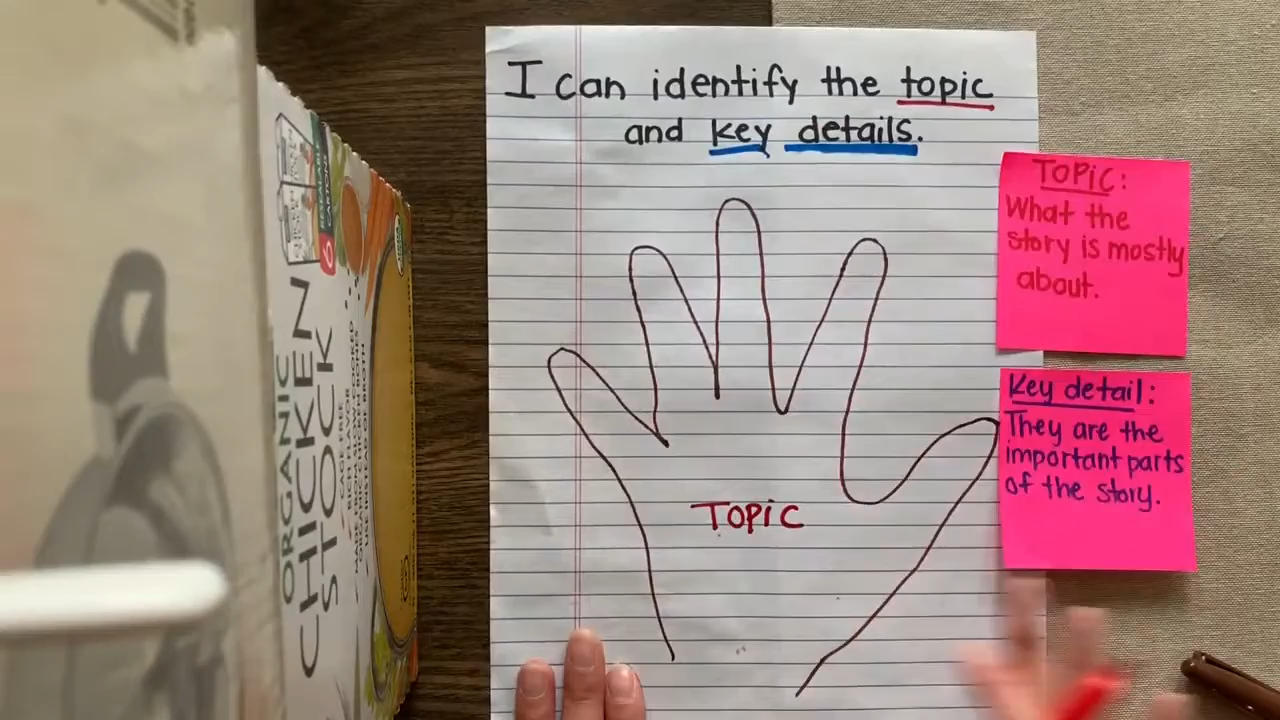 I can identify the topic
and key details.
TOPIC:
What the
story is mostly
about.
Key detail:
They are the
important parts
of the story.
TOPIC
ORGANIC
CHICKEN
STOCK
6